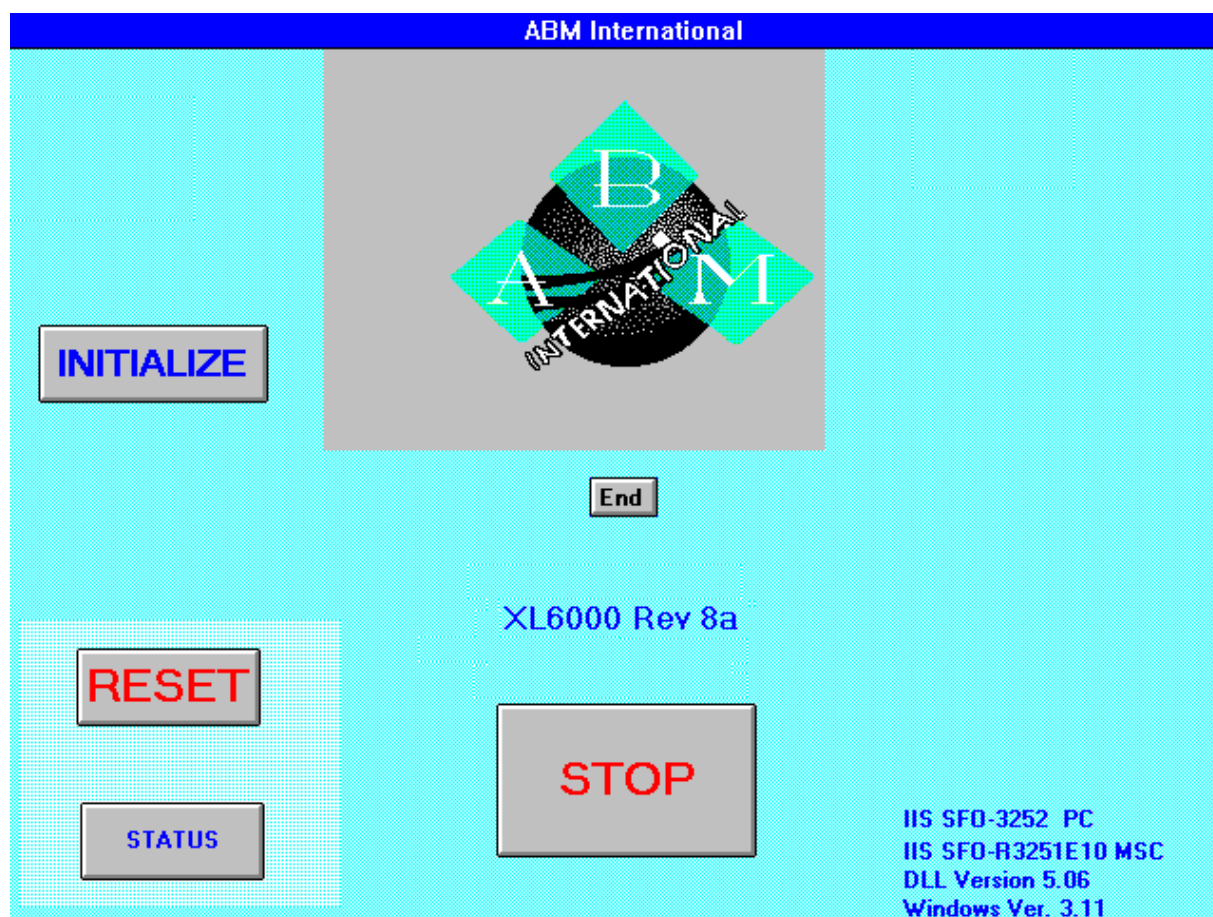 ABM International
B
A
M
INTERNATIONAL
INITIALIZE
End
XL6000 Rev 8a
RESET
STOP
STATUS
IIS SFO-3252 PC
IIS SFO-R3251E10 MSC
DLL Version 5.06
Windows Ver. 3.11